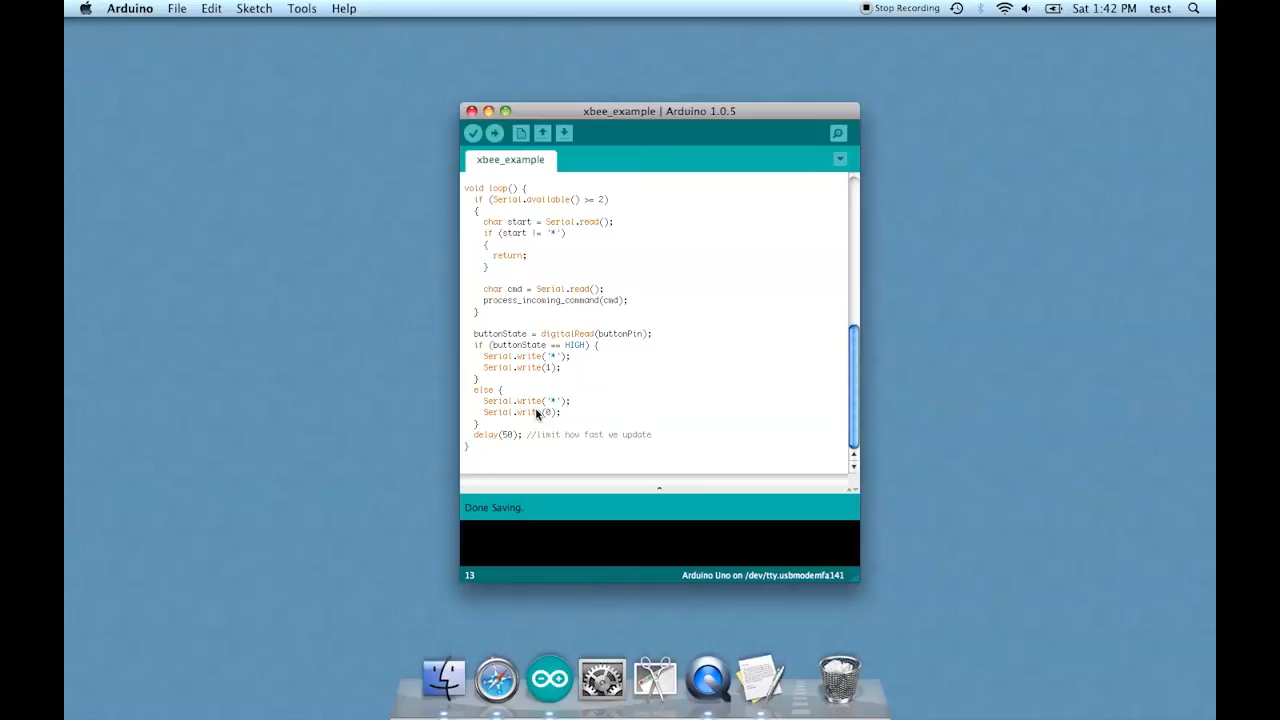 Arduino File Edit Sketch Tools Help Stop Recording Sat 1:42 PM test
xbee_example | Arduino 1.0.5
xbee_example
void loop() {
if (Serial.available() >= 2)
{
char start = Serial.read();
if (start != '*')
{
return;
}
char cmd = Serial.read();
process_incoming_command(cmd);
}
buttonState = digitalRead(buttonPin);
if (buttonState == HIGH) {
Serial.write('*');
Serial.write(1);
}
else {
Serial.write('*');
Serial.write(0);
}
delay(50); //limit how fast we update
}
Done Saving.
13 Arduino Uno on /dev/tty.usbmodemfa141